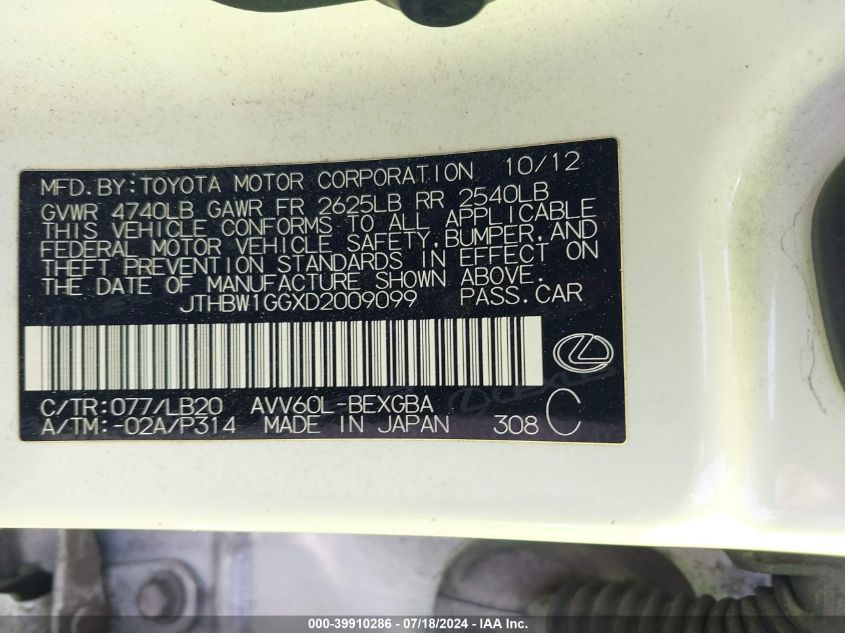 MFD.BY:TOYOTA MOTOR CORPORATION 10/12
GVWR 4740LB GAWR FR 2625LB RR 2540LB
THIS VEHICLE CONFORMS TO ALL APPLICABLE
FEDERAL MOTOR VEHICLE SAFETY,BUMPER,AND
THEFT PREVENTION STANDARDS IN EFFECT ON
THE DATE OF MANUFACTURE SHOWN ABOVE.
JTHBW1GGXD2009099 PASS.CAR
C/TR:077/LB20 AVV60L-BEXGBA
A/TM:-02A/P314 MADE IN JAPAN 308 C
000-39910286 / 07/18/2024 - © IAA Inc.